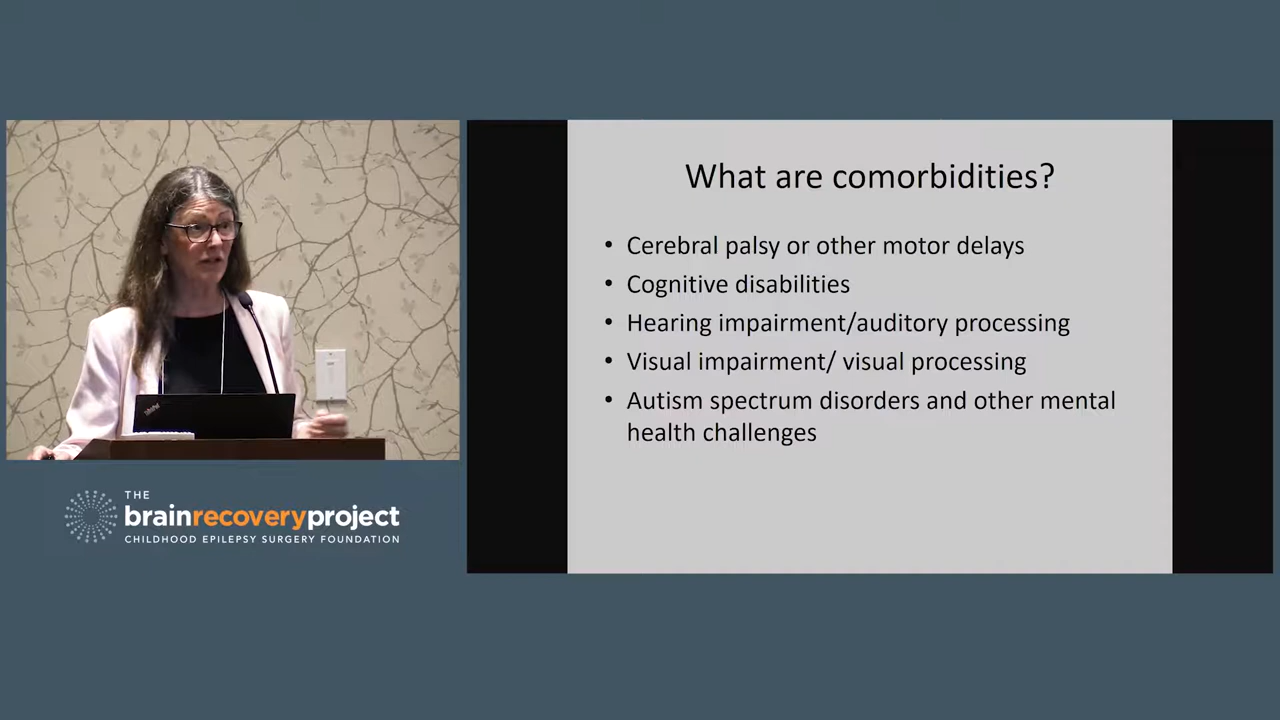 What are comorbidities?
• Cerebral palsy or other motor delays
• Cognitive disabilities
• Hearing impairment/auditory processing
• Visual impairment/ visual processing
• Autism spectrum disorders and other mental
health challenges
ThinkPad
THE
brainrecoveryproject
CHILDHOOD EPILEPSY SURGERY FOUNDATION